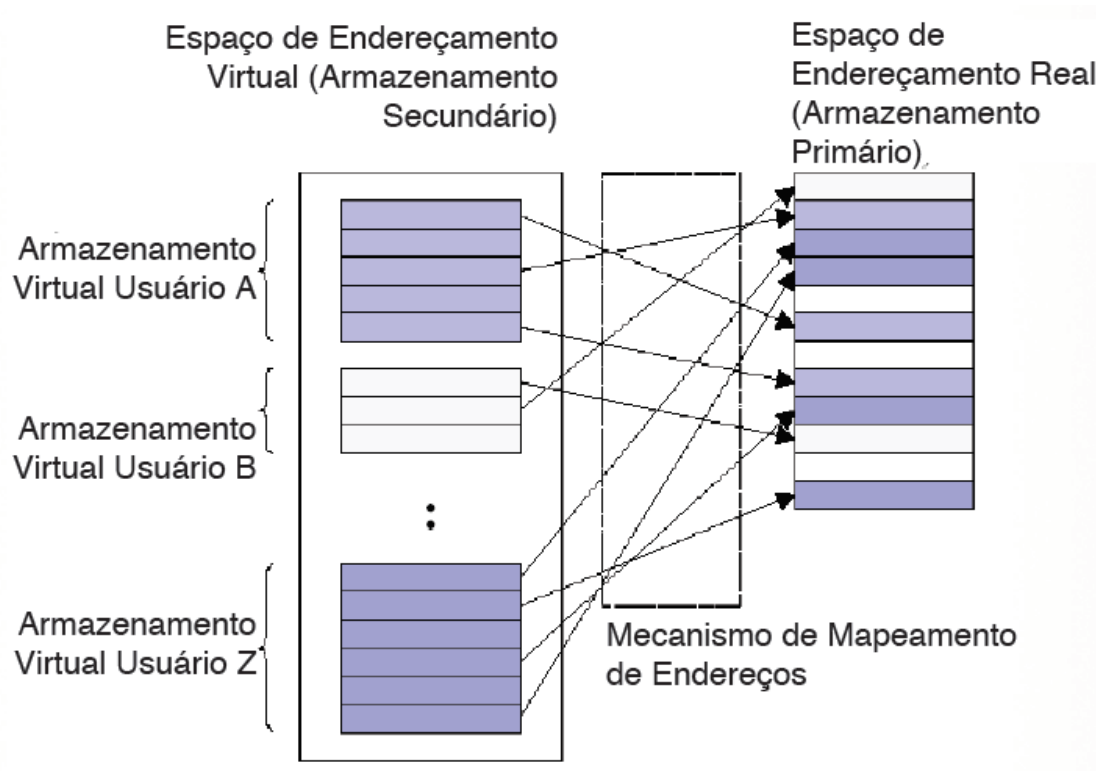 Espaço de Endereçamento
Virtual (Armazenamento
Secundário)
Espaço de
Endereçamento Real
(Armazenamento
Primário)
Armazenamento
Virtual Usuário A
Armazenamento
Virtual Usuário B
Armazenamento
Virtual Usuário Z
Mecanismo de Mapeamento
de Endereços